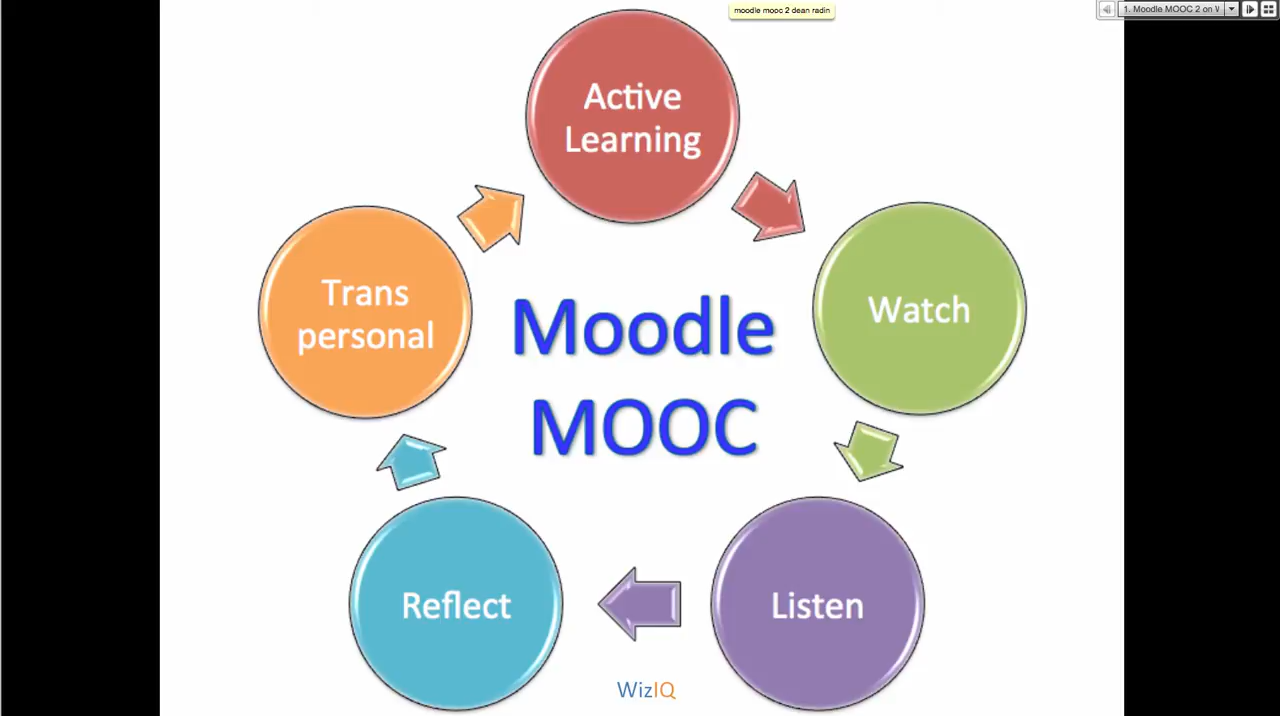 moodle mooc 2 dean radin
1. Moodle MOOC 2 on W
Active
Learning
Trans
personal
Watch
Moodle
MOOC
Reflect
Listen
WizIQ